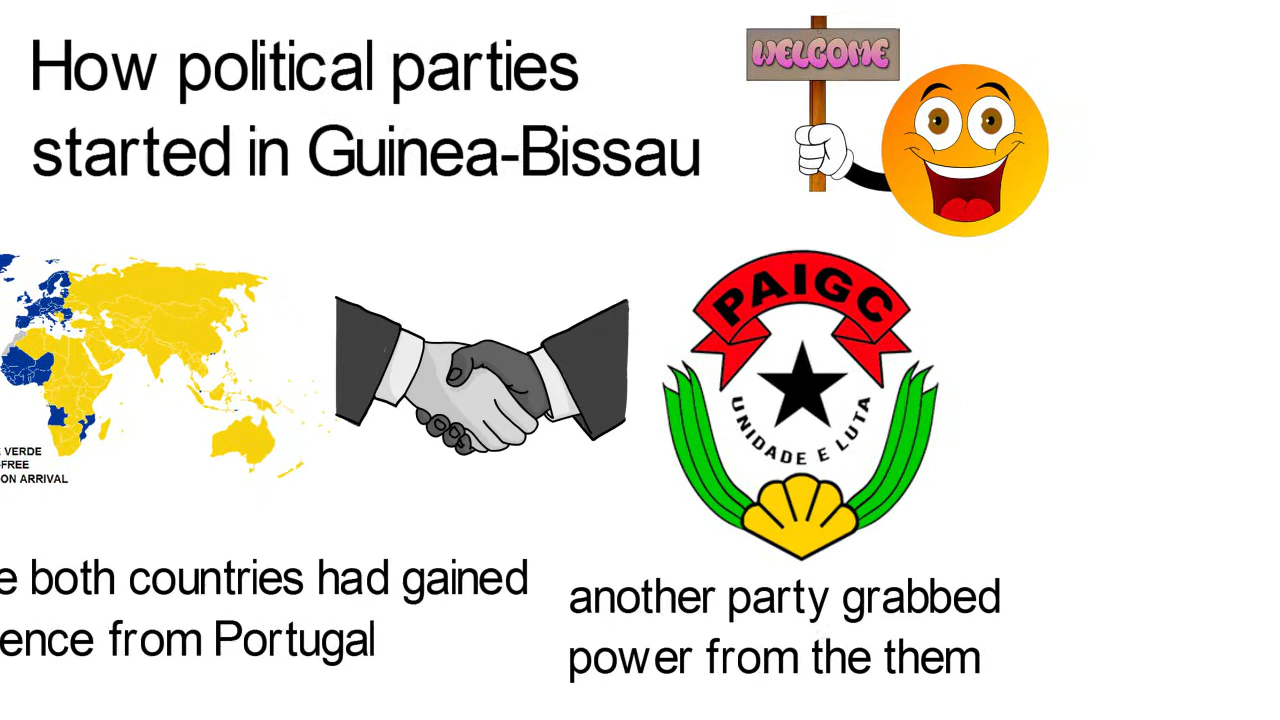 How political parties
started in Guinea-Bissau
WELCOME
PAIGC
UNIDADE E LUTA
VERDE
FREE
ON ARRIVAL
e both countries had gained
ence from Portugal
another party grabbed
power from the them